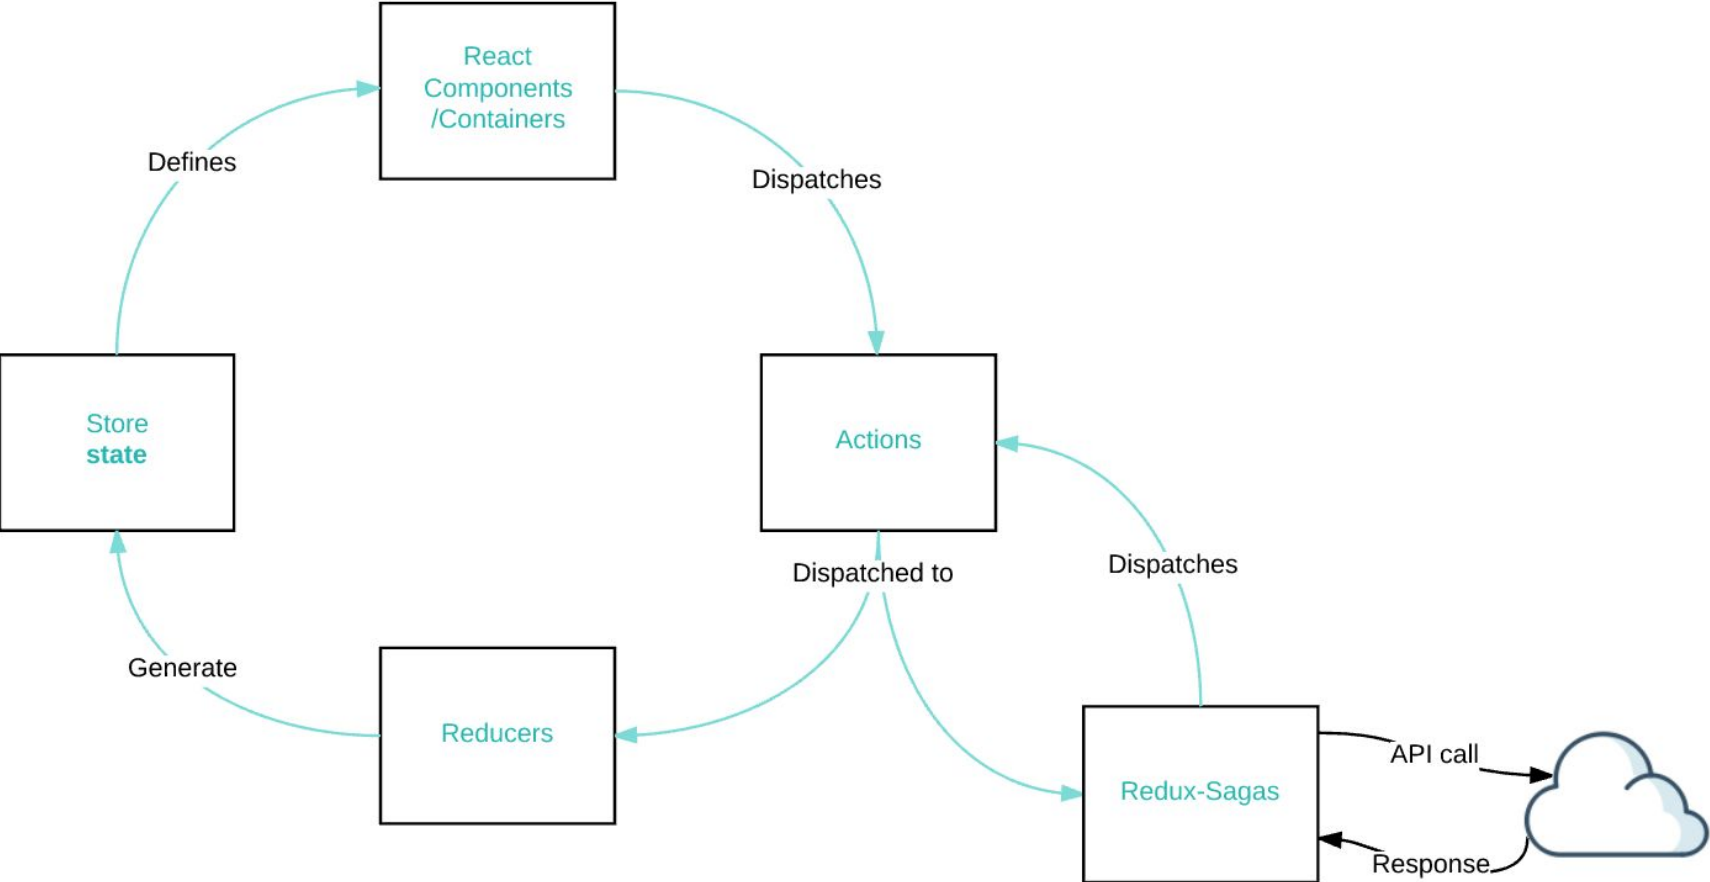 React
Components
/Containers
Defines
Dispatches
Store
state
Actions
Dispatched to
Dispatches
Generate
Reducers
Redux-Sagas
API call
Response